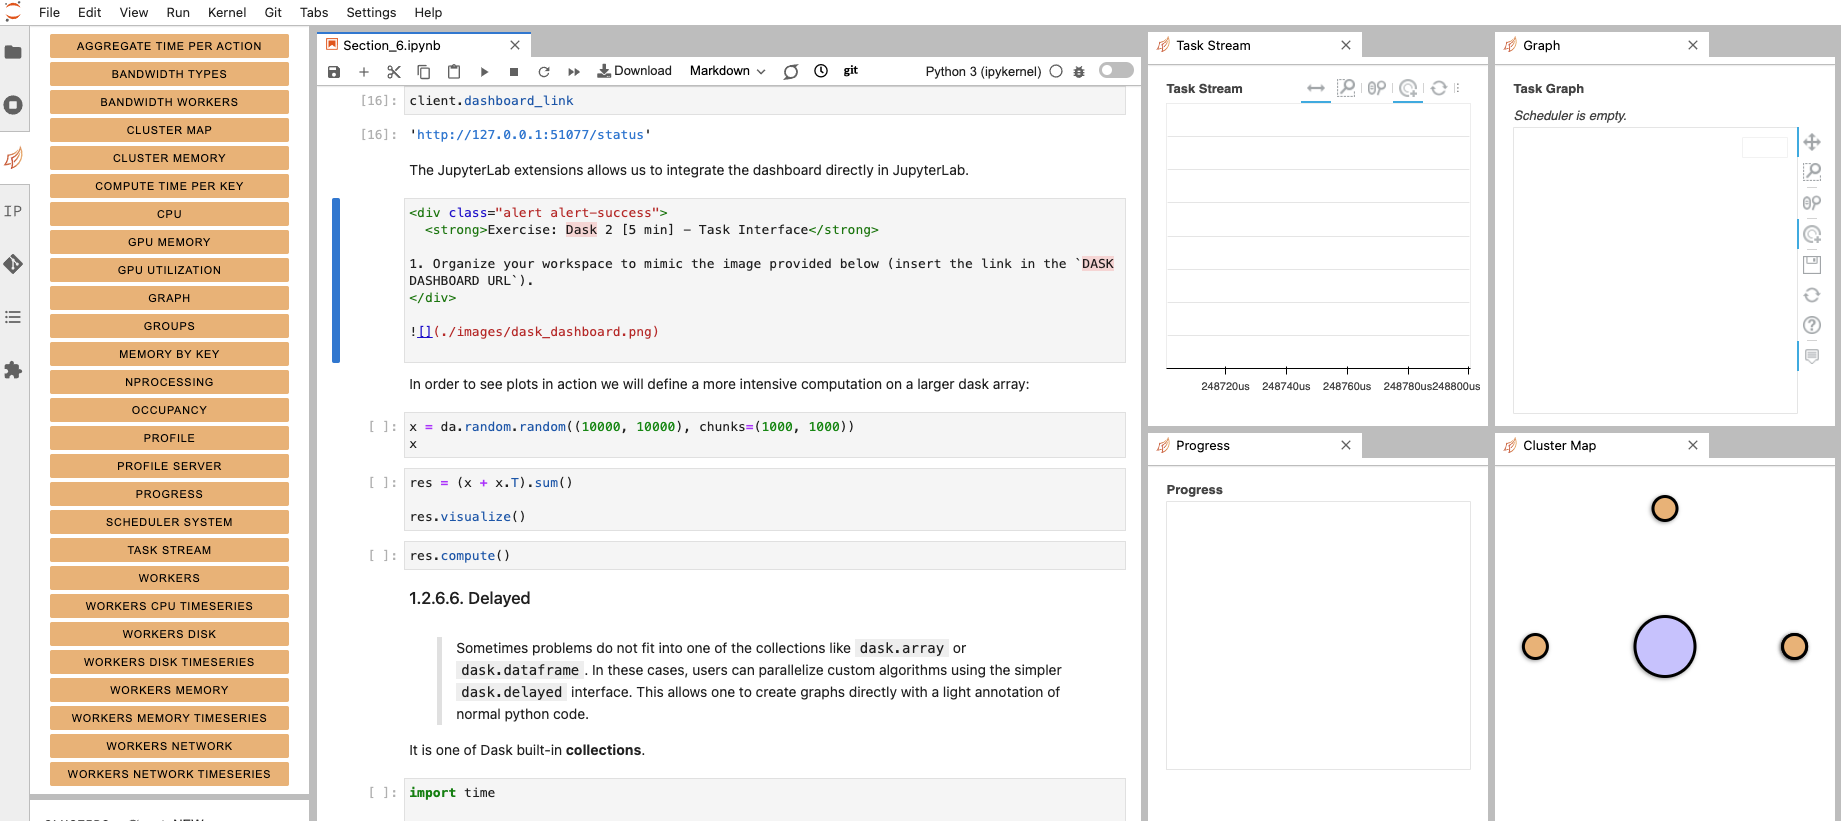 File Edit View Run Kernel Git Tabs Settings Help
AGGREGATE TIME PER ACTION
BANDWIDTH TYPES
BANDWIDTH WORKERS
CLUSTER MAP
CLUSTER MEMORY
COMPUTE TIME PER KEY
CPU
GPU MEMORY
GPU UTILIZATION
GRAPH
GROUPS
MEMORY BY KEY
NPROCESSING
OCCUPANCY
PROFILE
PROFILE SERVER
PROGRESS
SCHEDULER SYSTEM
TASK STREAM
WORKERS
WORKERS CPU TIMESERIES
WORKERS DISK
WORKERS DISK TIMESERIES
WORKERS MEMORY
WORKERS MEMORY TIMESERIES
WORKERS NETWORK
WORKERS NETWORK TIMESERIES
IP
Section_6.ipynb
Download Markdown git Python 3 (ipykernel)
[16]: client.dashboard_link
[16]: 'http://127.0.0.1:51077/status'
The JupyterLab extensions allows us to integrate the dashboard directly in JupyterLab.
<div class="alert alert-success">
<strong>Exercise: Dask 2 [5 min] - Task Interface</strong>
1. Organize your workspace to mimic the image provided below (insert the link in the `DASK
DASHBOARD URL`).
</div>
![](./images/dask_dashboard.png)
In order to see plots in action we will define a more intensive computation on a larger dask array:
[ ]: x = da.random.random((10000, 10000), chunks=(1000, 1000))
x
[ ]: res = (x + x.T).sum()
res.visualize()
[ ]: res.compute()
1.2.6.6. Delayed
Sometimes problems do not fit into one of the collections like dask.array or
dask.dataframe . In these cases, users can parallelize custom algorithms using the simpler
dask.delayed interface. This allows one to create graphs directly with a light annotation of
normal python code.
It is one of Dask built-in collections.
[ ]: import time
Task Stream
Task Stream
248720us 248740us 248760us 248780us 248800us
Graph
Task Graph
Scheduler is empty.
Progress
Progress
Cluster Map